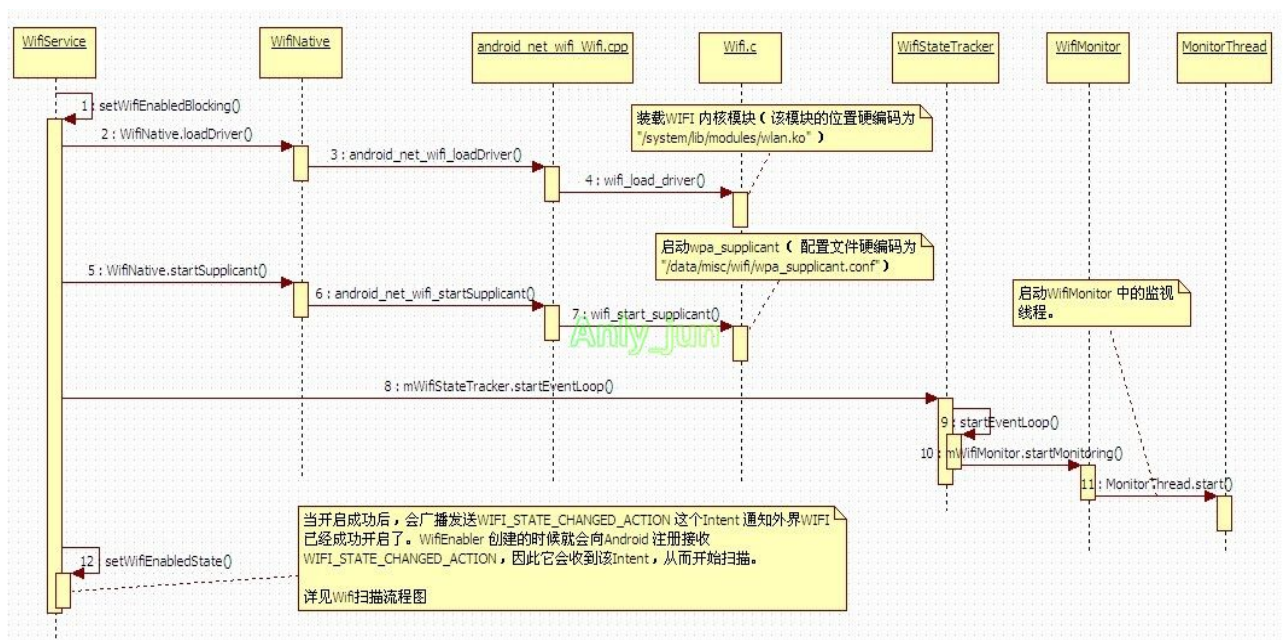 WifiService
WifiNative
android_net_wifi_Wifi.cpp
Wifi.c
WifiStateTracker
WifiMonitor
MonitorThread
1 : setWifiEnabledBlocking()
2 : WifiNative.loadDriver()
3 : android_net_wifi_loadDriver()
4 : wifi_load_driver()
装载WIFI 内核模块（该模块的位置硬编码为
"/system/lib/modules/wlan.ko" ）
启动wpa_supplicant （ 配置文件硬编码为
"/data/misc/wifi/wpa_supplicant.conf"）
5 : WifiNative.startSupplicant()
6 : android_net_wifi_startSupplicant()
7 : wifi_start_supplicant()
Anly_jun
启动WifiMonitor 中的监视
线程。
8 : mWifiStateTracker.startEventLoop()
9 : startEventLoop()
10 : mWifiMonitor.startMonitoring()
11 : MonitorThread.start()
当开启成功后，会广播发送WIFI_STATE_CHANGED_ACTION 这个Intent 通知外界WIFI
已经成功开启了。WifiEnabler 创建的时候就会向Android 注册接收
WIFI_STATE_CHANGED_ACTION，因此它会收到该Intent，从而开始扫描。
详见Wifi扫描流程图
12 : setWifiEnabledState()